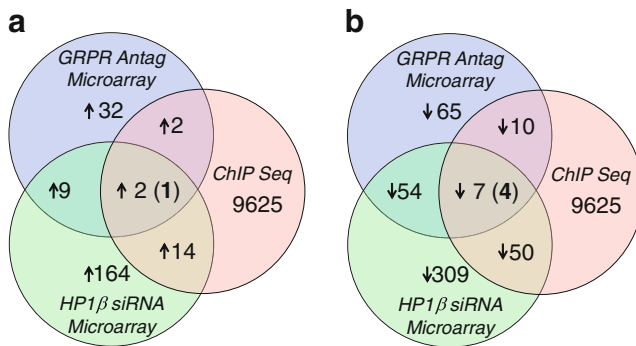 a
GRPR Antag
Microarray
↑32
↑2
↑9
↑ 2 (1)
ChIP Seq
9625
↑14
↑164
HP1β siRNA
Microarray
b
GRPR Antag
Microarray
↓65
↓10
↓54
↓ 7 (4)
ChIP Seq
9625
↓50
↓309
HP1β siRNA
Microarray